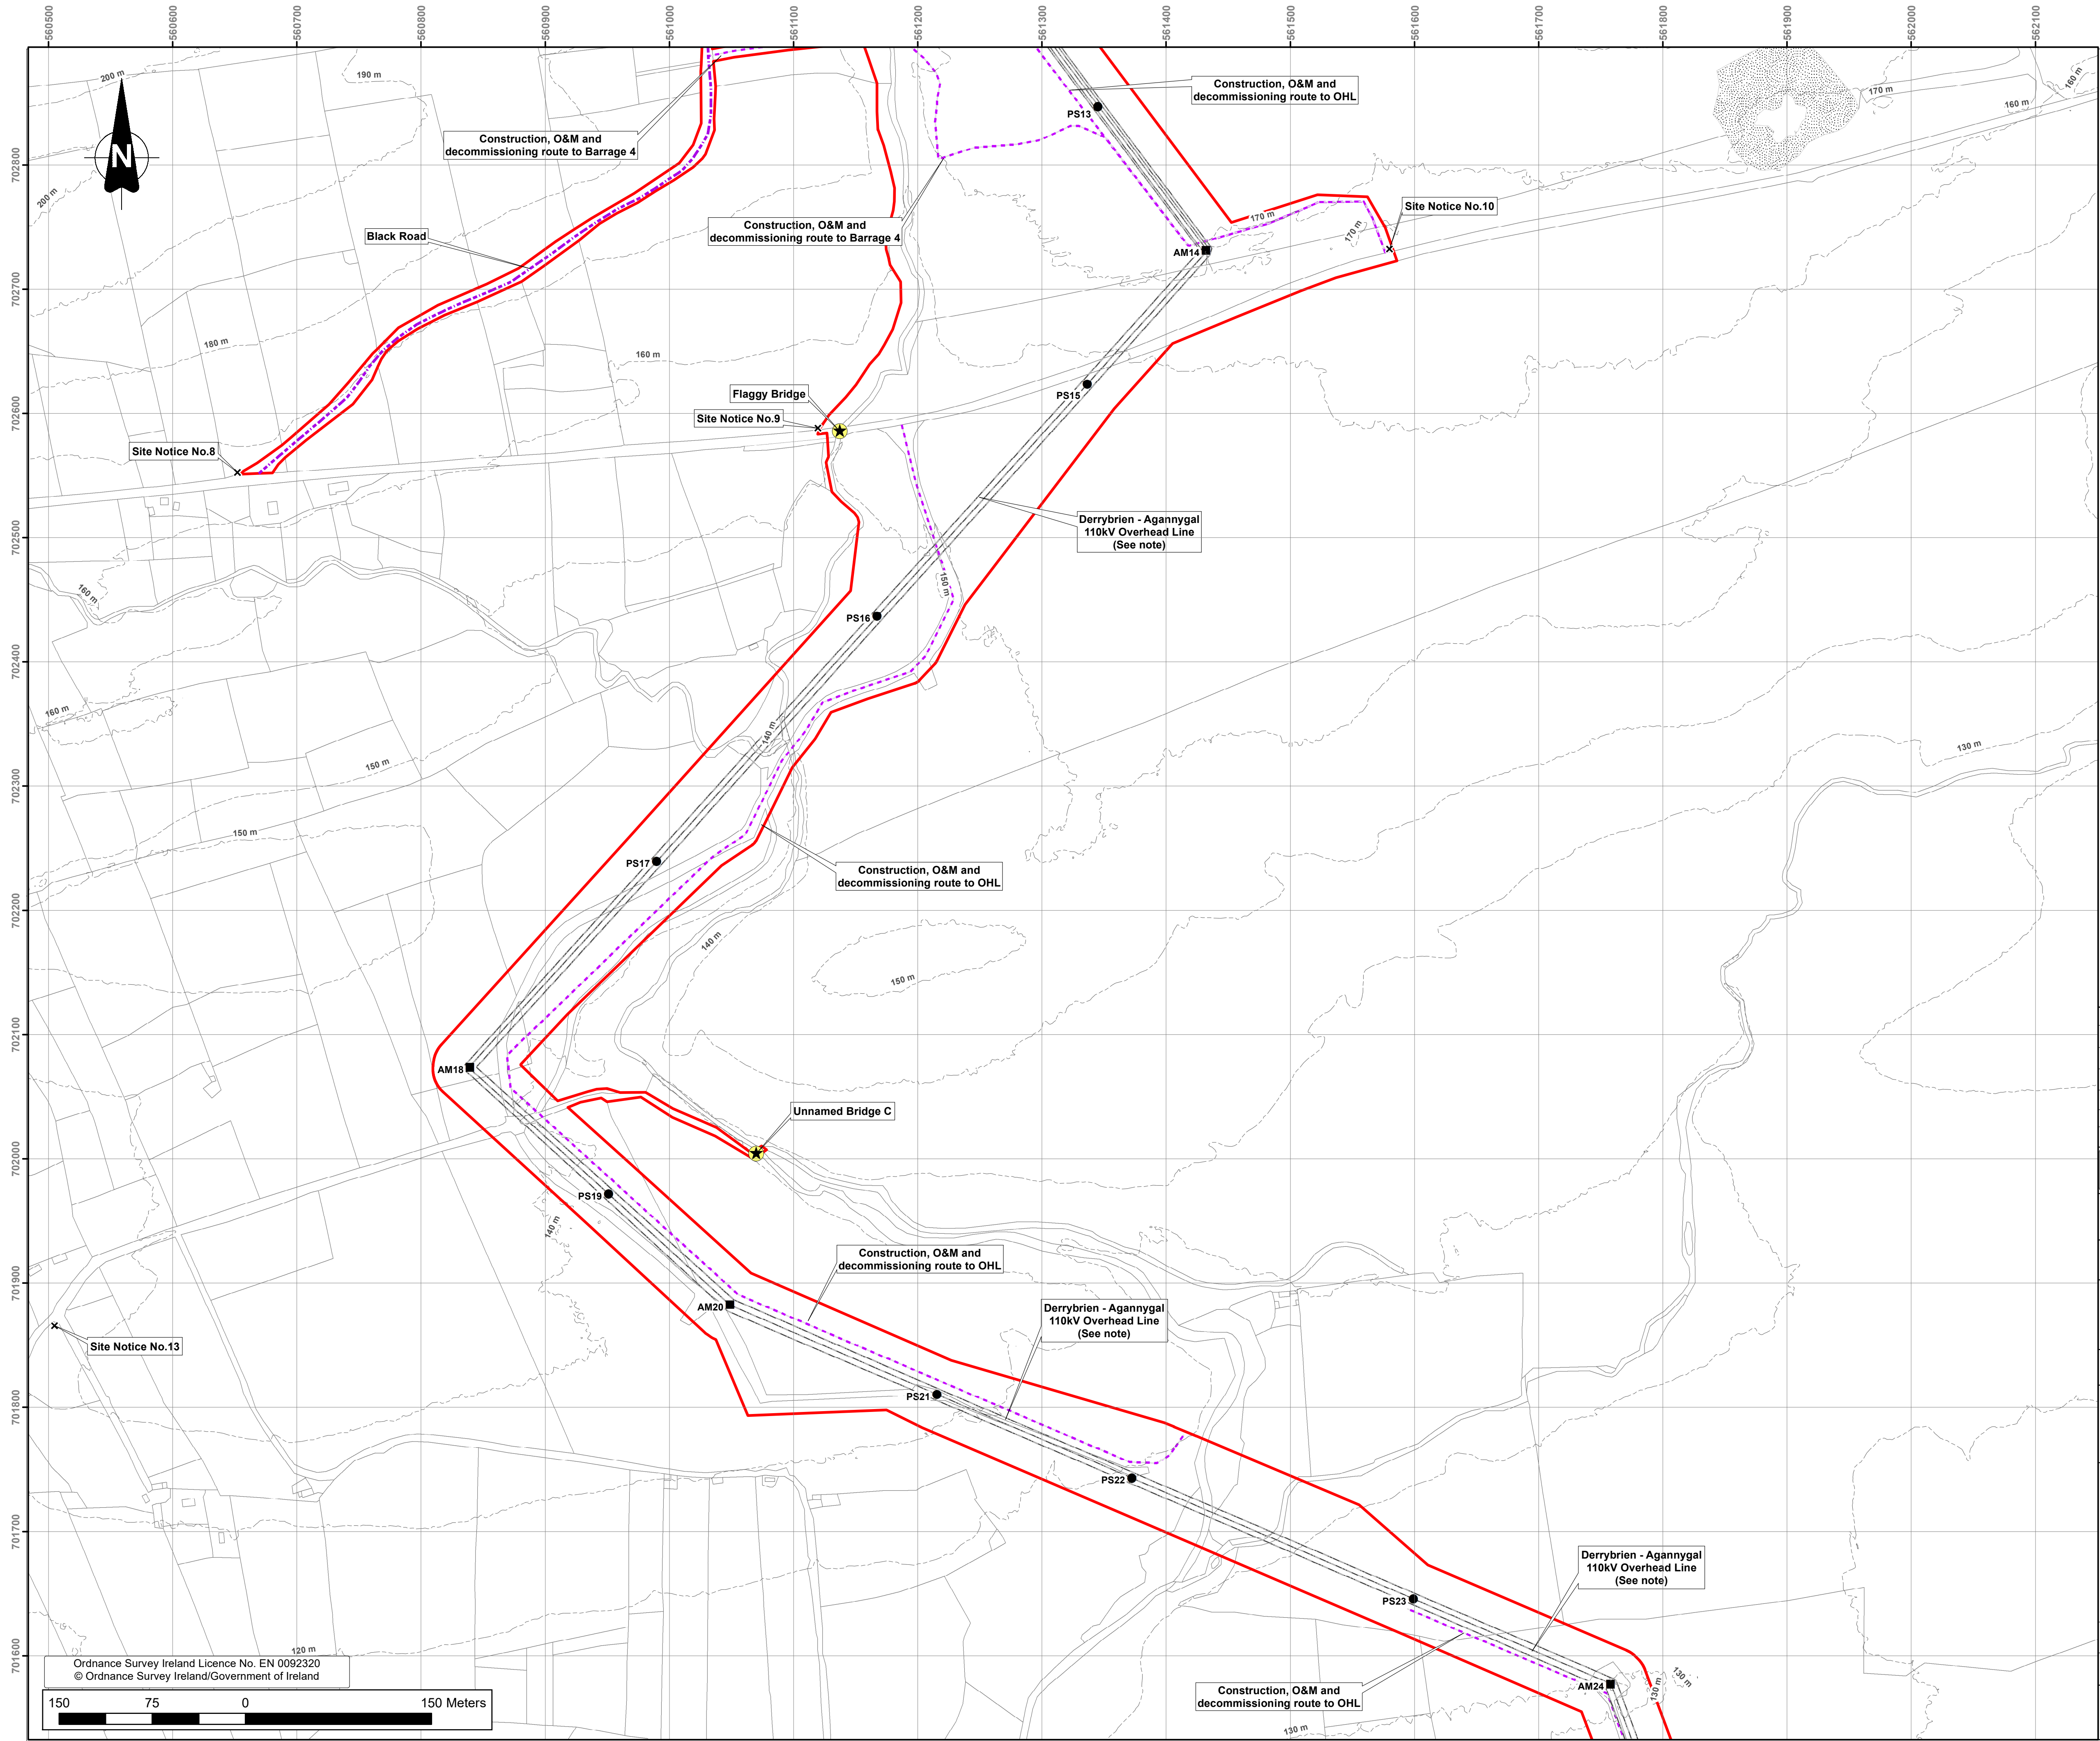 560500
560600
560700
560800
560900
561000
561100
561200
561300
561400
561500
561600
561700
561800
561900
562000
562100
200 m
190 m
170 m
160 m
160 m
Construction, O&M and
decommissioning route to OHL
PS13
N
Construction, O&M and
decommissioning route to Barrage 4
702800
200 m
Site Notice No.10
170 m
170 m
Construction, O&M and
decommissioning route to Barrage 4
Black Road
AM14
702700
180 m
160 m
Flaggy Bridge
PS15
Site Notice No.9
702600
Site Notice No.8
Derrybrien - Agannygal
110kV Overhead Line
(See note)
702500
150 m
160 m
PS16
702400
160 m
140 m
130 m
150 m
702300
150 m
PS17
Construction, O&M and
decommissioning route to OHL
702200
140 m
150 m
702100
AM18
Unnamed Bridge C
702000
PS19
140 m
Construction, O&M and
decommissioning route to OHL
701900
AM20
Derrybrien - Agannygal
110kV Overhead Line
(See note)
Site Notice No.13
PS21
701800
PS22
701700
Derrybrien - Agannygal
110kV Overhead Line
(See note)
PS23
701600
120 m
Ordnance Survey Ireland Licence No. EN 0092320
© Ordnance Survey Ireland/Government of Ireland
130 m
130 m
AM24
Construction, O&M and
decommissioning route to OHL
130 m
150 75 0 150 Meters